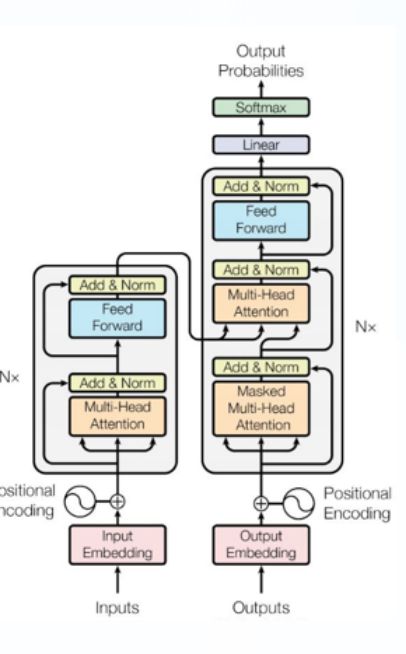 Output
Probabilities
Softmax
Linear
Add & Norm
Feed
Forward
Add & Norm
Multi-Head
Attention
Nx
Add & Norm
Masked
Multi-Head
Attention
Add & Norm
Feed
Forward
Nx
Add & Norm
Multi-Head
Attention
ositional
ncoding
Positional
Encoding
Input
Embedding
Output
Embedding
Inputs
Outputs